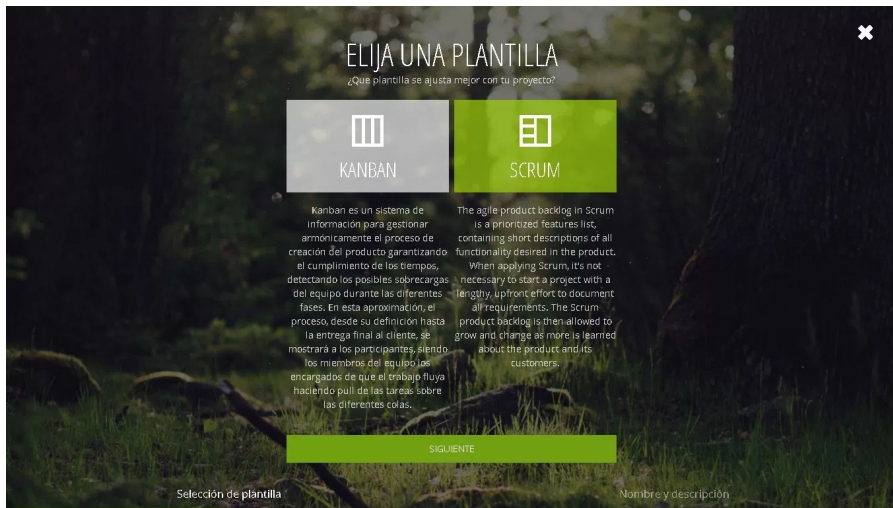 ELIJA UNA PLANTILLA
¿Que plantilla se ajusta mejor con tu proyecto?
KANBAN
Kanban es un sistema de
información para gestionar
armónicamente el proceso de
creación del producto garantizando
el cumplimiento de los tiempos,
detectando los posibles sobrecargas
del equipo durante las diferentes
fases. En esta aproximación, el
proceso, desde su definición hasta
la entrega final al cliente, se
mostrará a los participantes, siendo
los miembros del equipo los
encargados de que el trabajo fluya
haciendo pull de las tareas sobre
las diferentes colas.
SCRUM
The agile product backlog in Scrum
is a prioritized features list,
containing short descriptions of all
functionality desired in the product.
When applying Scrum, it's not
necessary to start a project with a
lengthy, upfront effort to document
all requirements. The Scrum
product backlog is then allowed to
grow and change as more is learned
about the product and its
customers.
SIGUIENTE
Selección de plantilla
Nombre y descripción